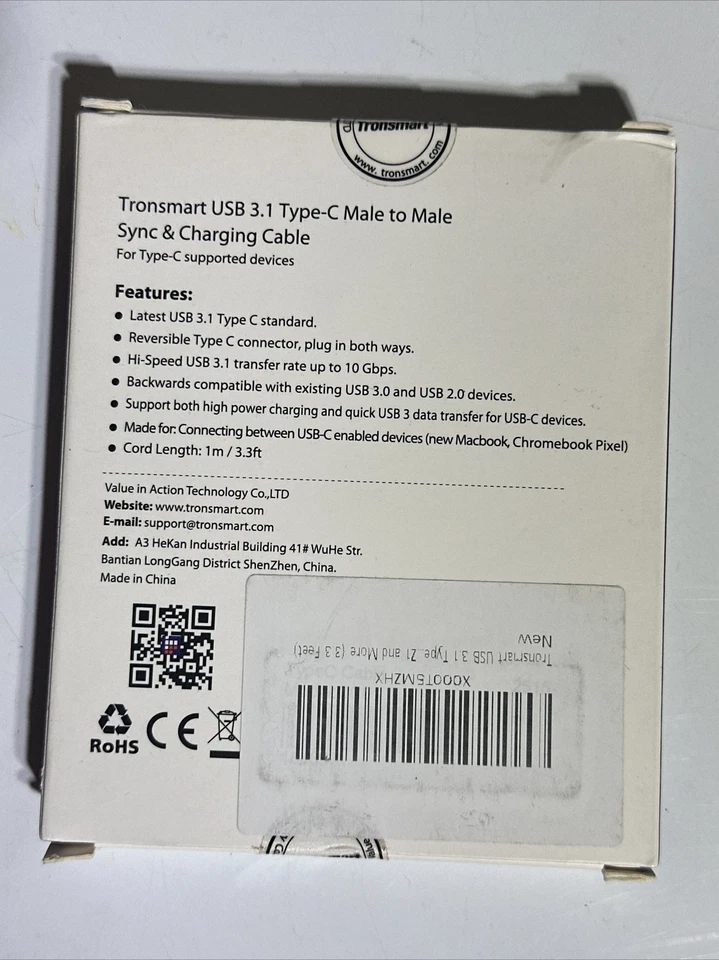 Tronsmart
www. tronsmart. com
Tronsmart USB 3.1 Type-C Male to Male
Sync & Charging Cable
For Type-C supported devices
Features:
● Latest USB 3.1 Type C standard.
● Reversible Type C connector, plug in both ways.
● Hi-Speed USB 3.1 transfer rate up to 10 Gbps.
● Backwards compatible with existing USB 3.0 and USB 2.0 devices.
● Support both high power charging and quick USB 3 data transfer for USB-C devices.
● Made for: Connecting between USB-C enabled devices (new Macbook, Chromebook Pixel)
● Cord Length: 1m / 3.3ft
Value in Action Technology Co.,LTD
Website: www.tronsmart.com
E-mail: support@tronsmart.com
Add: A3 HeKan Industrial Building 41# WuHe Str.
Bantian LongGang District ShenZhen, China.
Made in China
RoHS
CE
X000T5MZHX
Tronsmart USB 3.1 Type...Z1 and More (3.3 Feet)
New